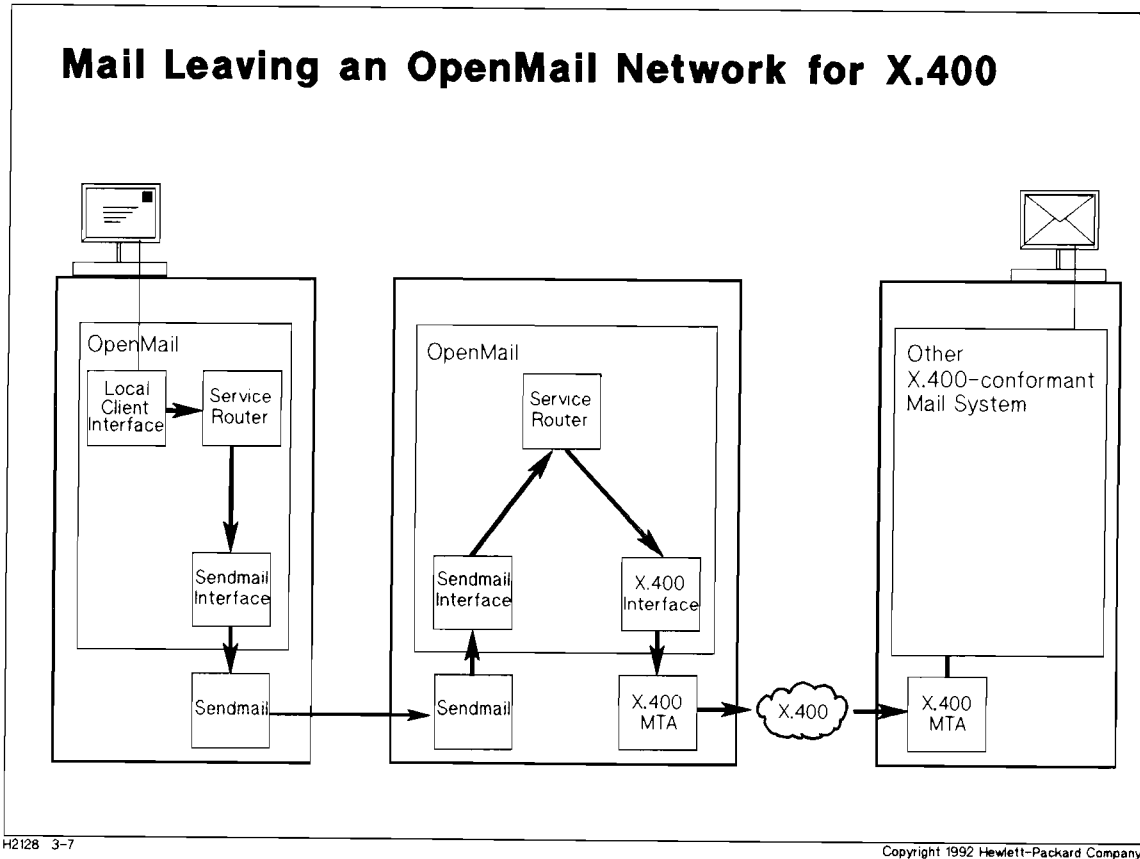 Mail Leaving an OpenMail Network for X.400
OpenMail
Local
Client
Interface
Service
Router
Sendmail
Interface
Sendmail
OpenMail
Service
Router
Sendmail
Interface
X.400
Interface
Sendmail
X.400
MTA
X.400
Other
X.400-conformant
Mail System
X.400
MTA
H2128 3-7
Copyright 1992 Hewlett-Packard Company